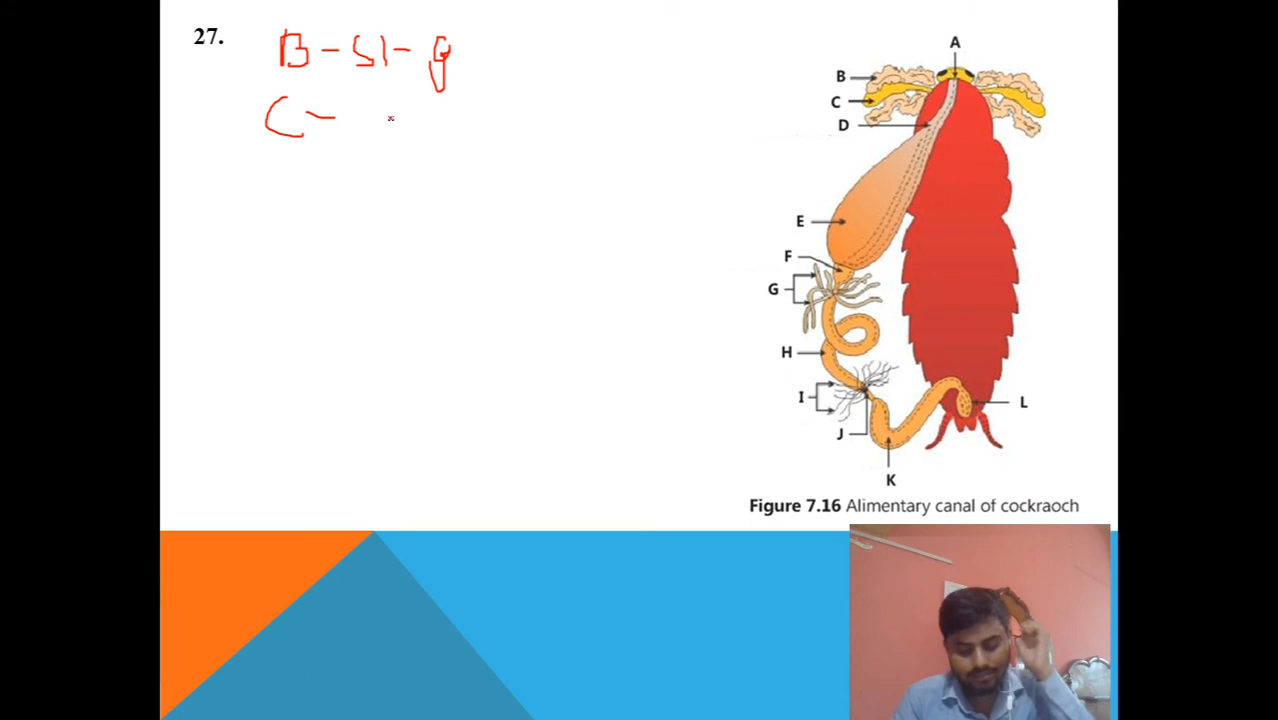 27.
B - Sl - g
C -
A
B
C
D
E
F
G
H
I
L
J
K
Figure 7.16 Alimentary canal of cockraoch